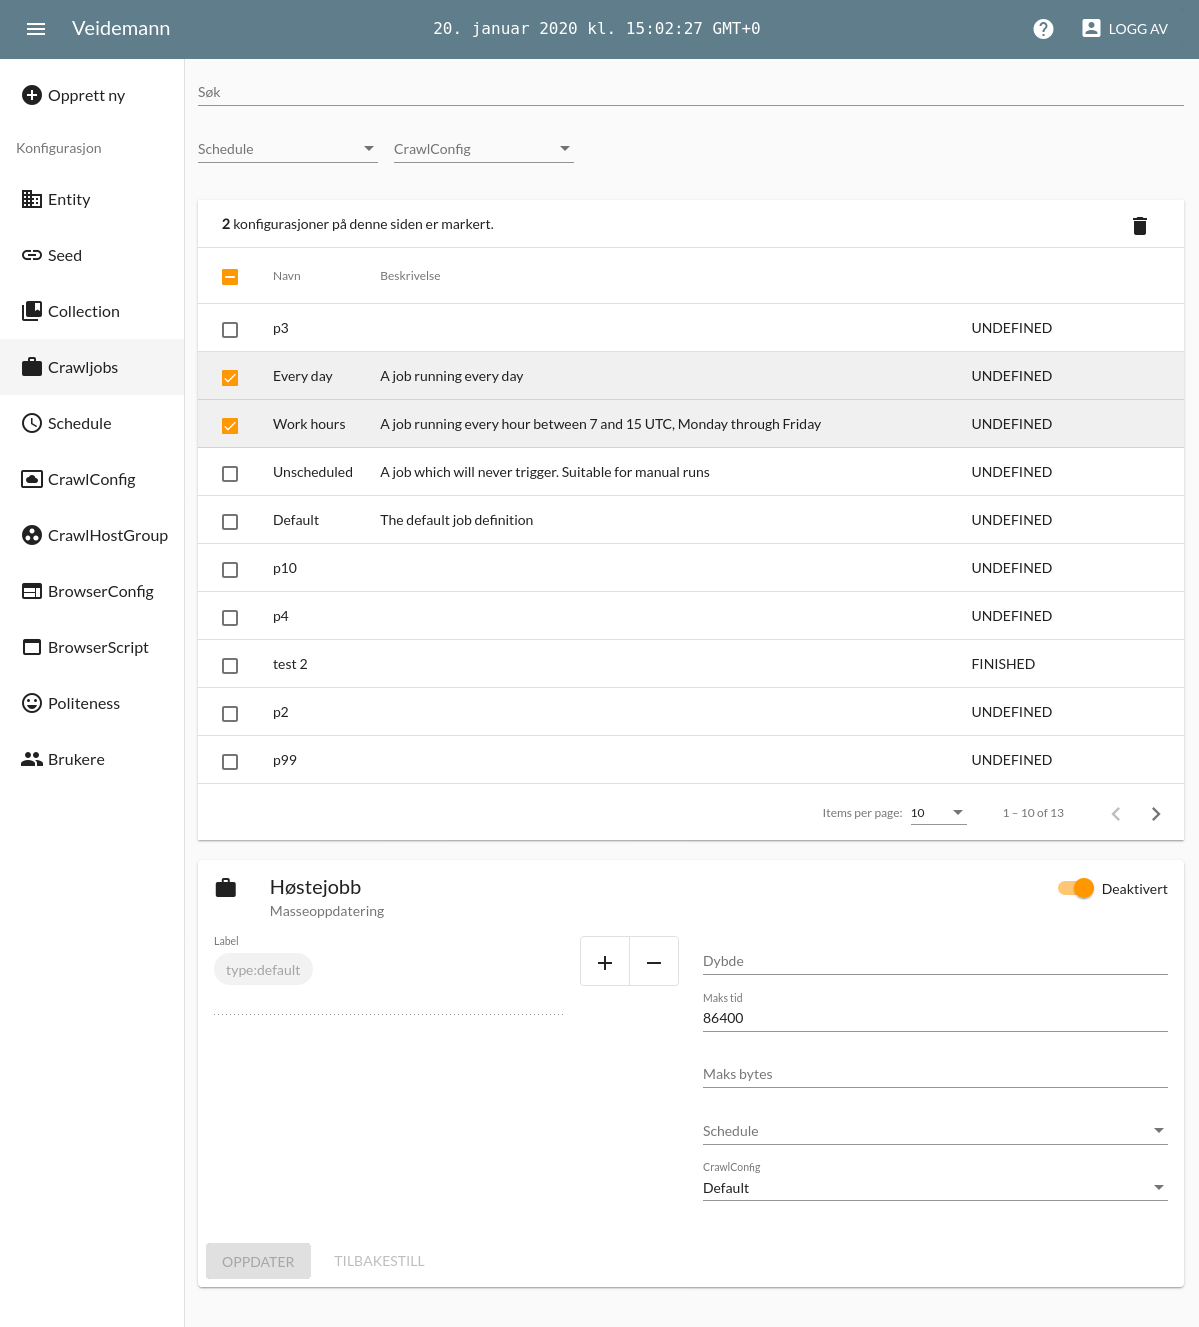 Veidemann
20. januar 2020 kl. 15:02:27 GMT+0
LOGG AV
Opprett ny
Konfigurasjon
Entity
Seed
Collection
Crawljobs
Schedule
CrawlConfig
CrawlHostGroup
BrowserConfig
BrowserScript
Politeness
Brukere
Søk
Schedule CrawlConfig
2 konfigurasjoner på denne siden er markert.
Navn Beskrivelse
p3 UNDEFINED
Every day A job running every day UNDEFINED
Work hours A job running every hour between 7 and 15 UTC, Monday through Friday UNDEFINED
Unscheduled A job which will never trigger. Suitable for manual runs UNDEFINED
Default The default job definition UNDEFINED
p10 UNDEFINED
p4 UNDEFINED
test 2 FINISHED
p2 UNDEFINED
p99 UNDEFINED
Items per page: 10 1 – 10 of 13
Høstejobb
Masseoppdatering
Deaktivert
Label
type:default
Dybde
Maks tid
86400
Maks bytes
Schedule
CrawlConfig
Default
OPPDATER TILBAKESTILL